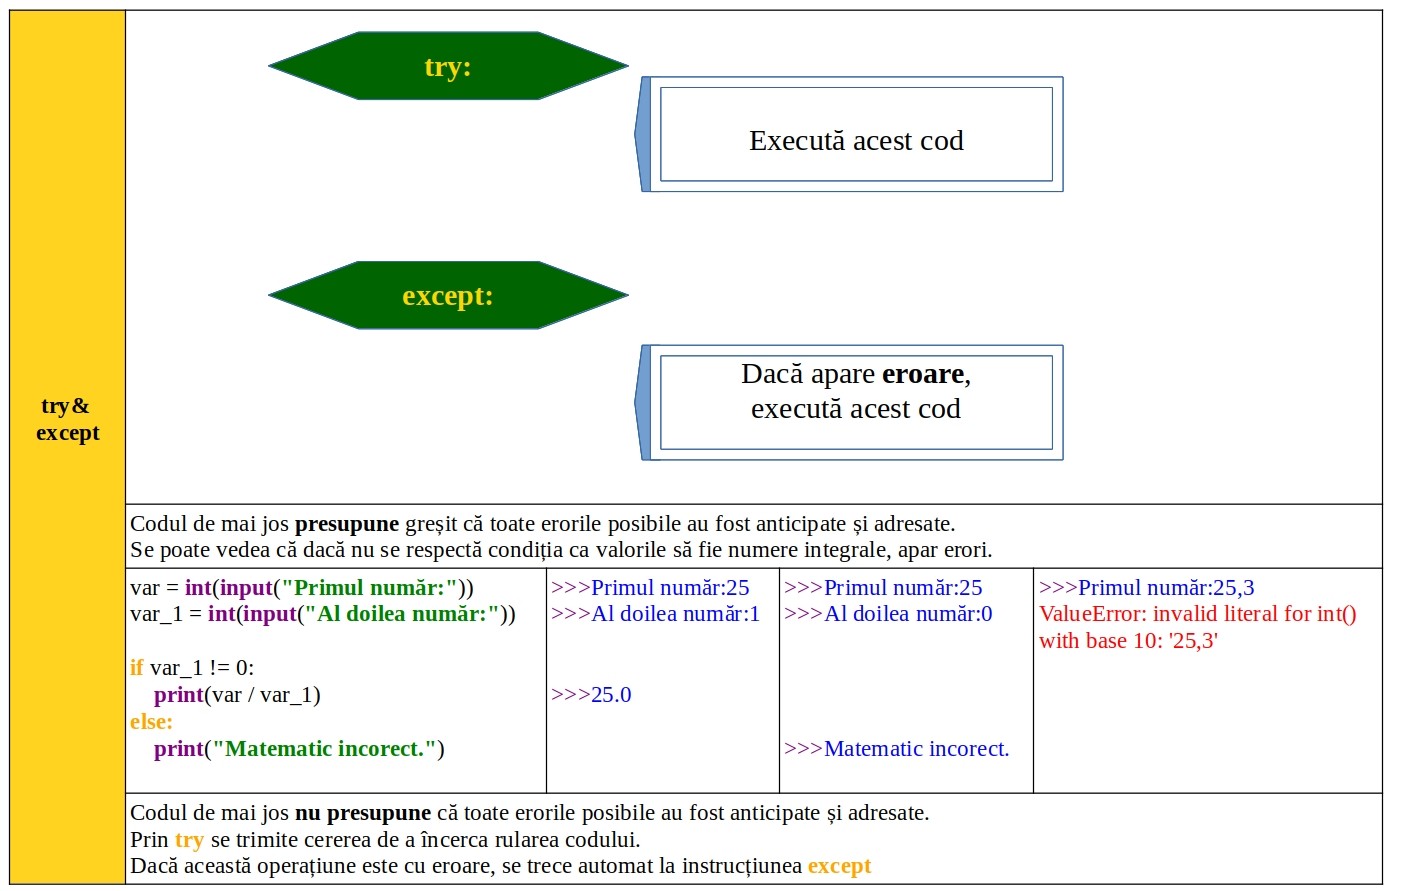 try:
Execută acest cod
except:
Dacă apare eroare,
execută acest cod
try&
except
Codul de mai jos presupune greșit că toate erorile posibile au fost anticipate și adresate.
Se poate vedea că dacă nu se respectă condiția ca valorile să fie numere integrale, apar erori.
var = int(input("Primul număr:"))
var_1 = int(input("Al doilea număr:"))
if var_1 != 0:
print(var / var_1)
else:
print("Matematic incorect.")
>>>Primul număr:25
>>>Al doilea număr:1
>>>25.0
>>>Primul număr:25
>>>Al doilea număr:0
>>>Matematic incorect.
>>>Primul număr:25,3
ValueError: invalid literal for int()
with base 10: '25,3'
Codul de mai jos nu presupune că toate erorile posibile au fost anticipate și adresate.
Prin try se trimite cererea de a încerca rularea codului.
Dacă această operațiune este cu eroare, se trece automat la instrucțiunea except